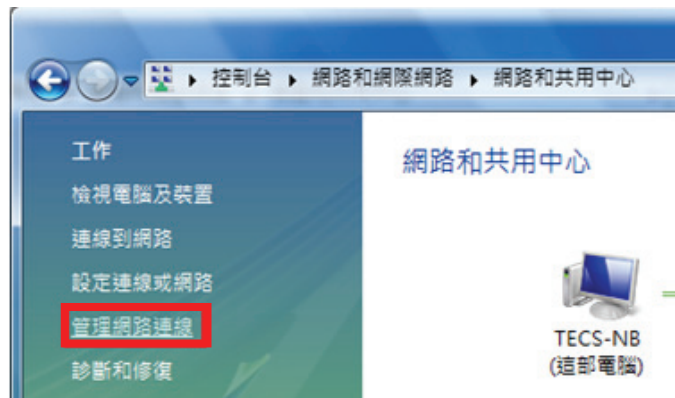 控制台 ▸ 網路和網際網路 ▸ 網路和共用中心
工作
檢視電腦及裝置
連線到網路
設定連線或網路
管理網路連線
診斷和修復
網路和共用中心
TECS-NB
(這部電腦)